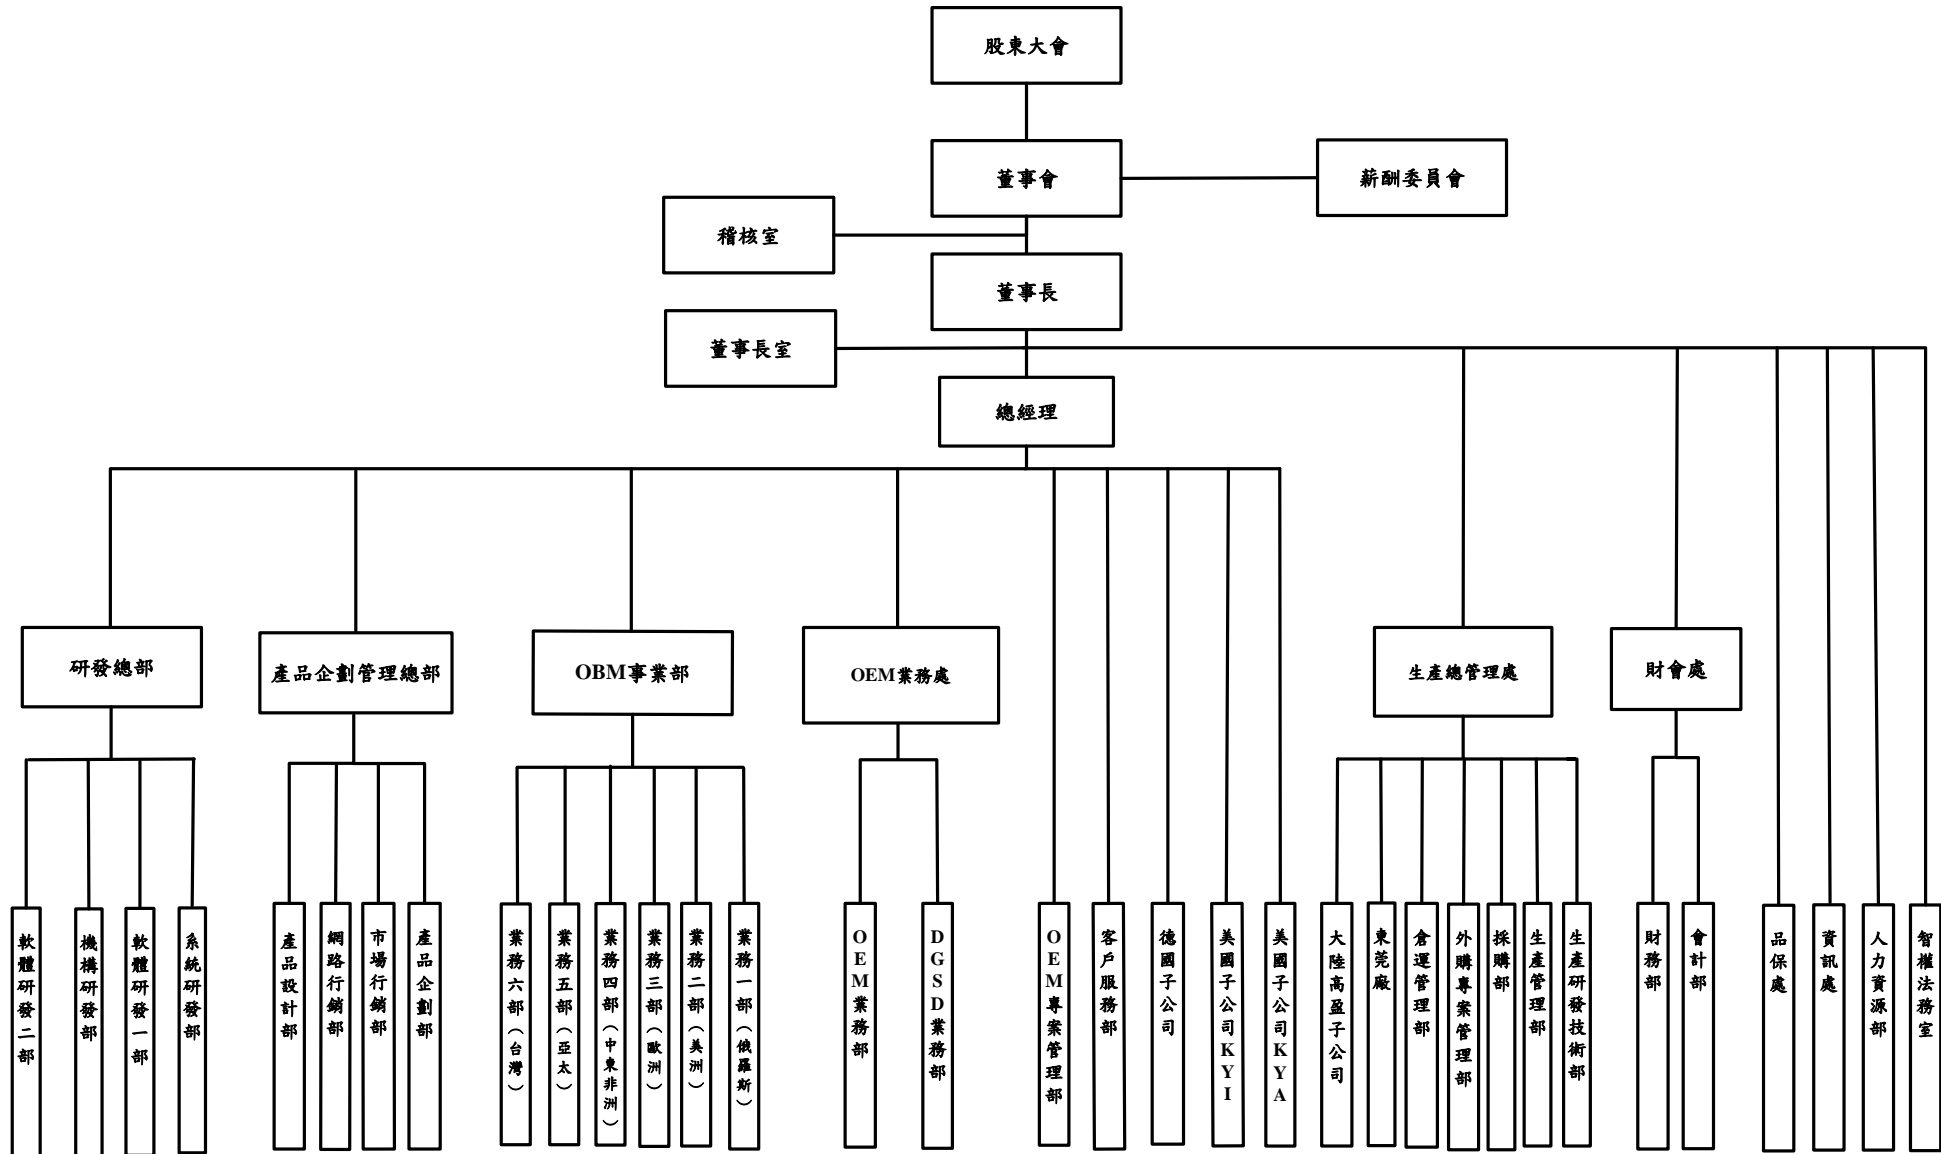 股東大會
董事會
薪酬委員會
稽核室
董事長
董事長室
總經理
研發總部
產品企劃管理總部
OBM事業部
OEM業務處
生產總管理處
財會處
軟體研發二部
機構研發部
軟體研發一部
系統研發部
產品設計部
網路行銷部
市場行銷部
產品企劃部
業務六部（台灣）
業務五部（亞太）
業務四部（中東非洲）
業務三部（歐洲）
業務二部（美洲）
業務一部（俄羅斯）
OEM業務部
DGSD業務部
OEM專案管理部
客戶服務部
德國子公司
美國子公司KYI
美國子公司KYA
大陸高盈子公司
東莞廠
倉運管理部
外購專案管理部
採購部
生產管理部
生產研發技術部
財務部
會計部
品保處
資訊處
人力資源部
智權法務室